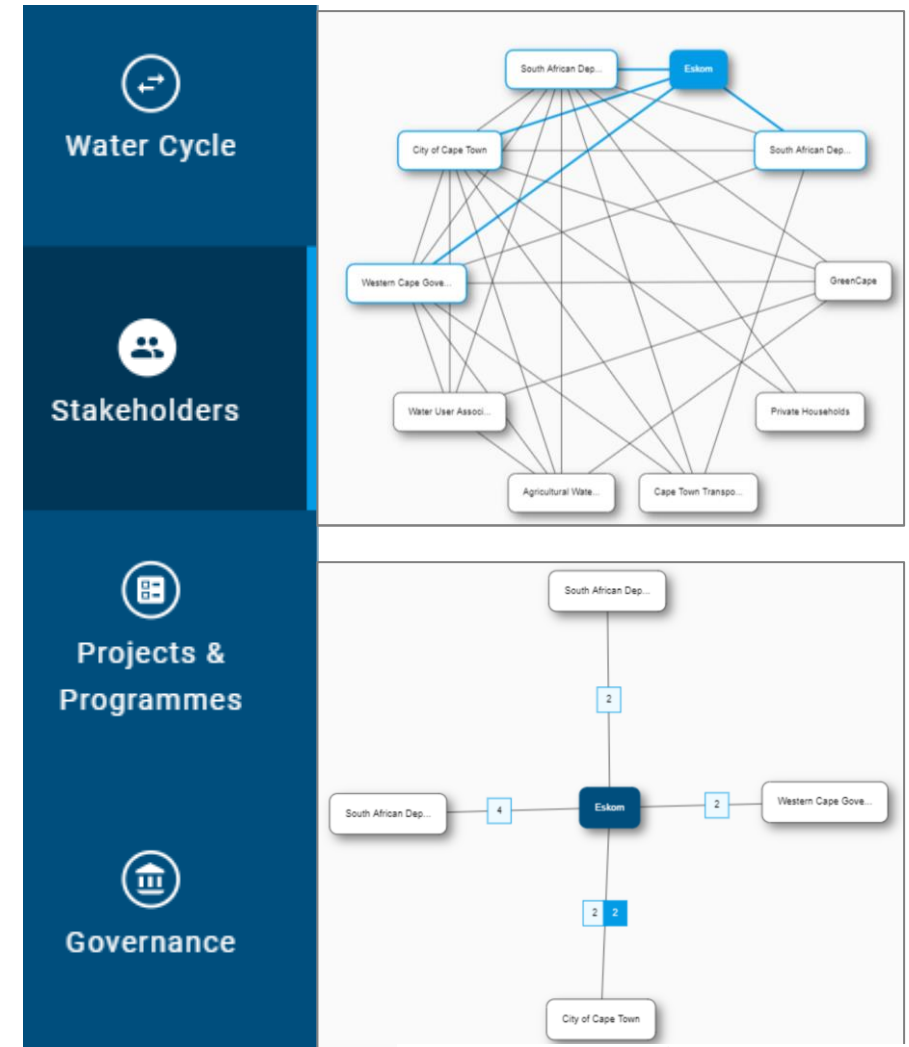 Water Cycle
Stakeholders
Projects &
Programmes
Governance
South African Dep...
Eskom
City of Cape Town
South African Dep...
Western Cape Gove...
GreenCape
Water User Associ...
Private Households
Agricultural Wate...
Cape Town Transpo...
South African Dep...
2
South African Dep...
4
Eskom
2
Western Cape Gove...
2
2
City of Cape Town